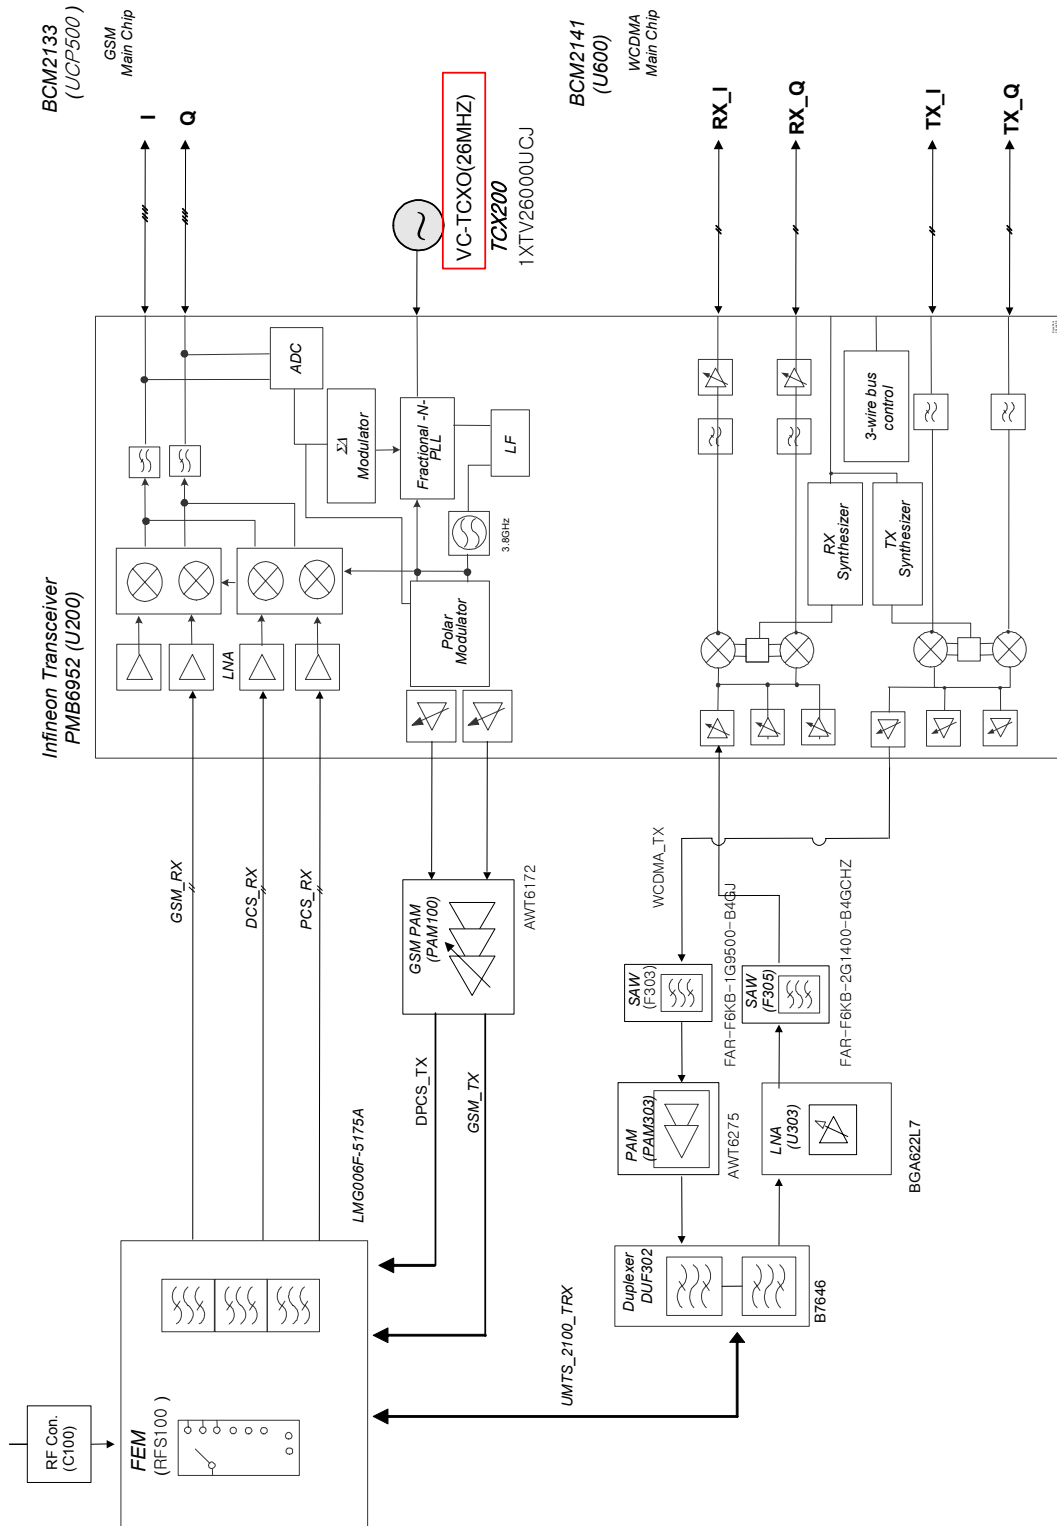 RF Con.
(C100)
FEM
(RFS100 )
LMG006F-5175A
GSM_RX
DCS_RX
PCS_RX
DPCS_TX
GSM_TX
UMTS_2100_TRX
GSM PAM
(PAM100)
AWT6172
Duplexer
DUF302
B7646
PAM
(PAM303)
AWT6275
LNA
(U303)
BGA622L7
SAW
(F303)
FAR-F6KB-1G9500-B4GJ
SAW
(F305)
FAR-F6KB-2G1400-B4GCHZ
WCDMA_TX
Infineon Transceiver
PMB6952 (U200)
LNA
Polar
Modulator
3.8GHz
ΣΔ
Modulator
Fractional -N-
PLL
LF
ADC
RX
Synthesizer
TX
Synthesizer
3-wire bus
control
I
Q
VC-TCXO(26MHZ)
TCX200
1XTV26000UCJ
RX_I
RX_Q
TX_I
TX_Q
BCM2133
(UCP500)
GSM
Main Chip
BCM2141
(U600)
WCDMA
Main Chip